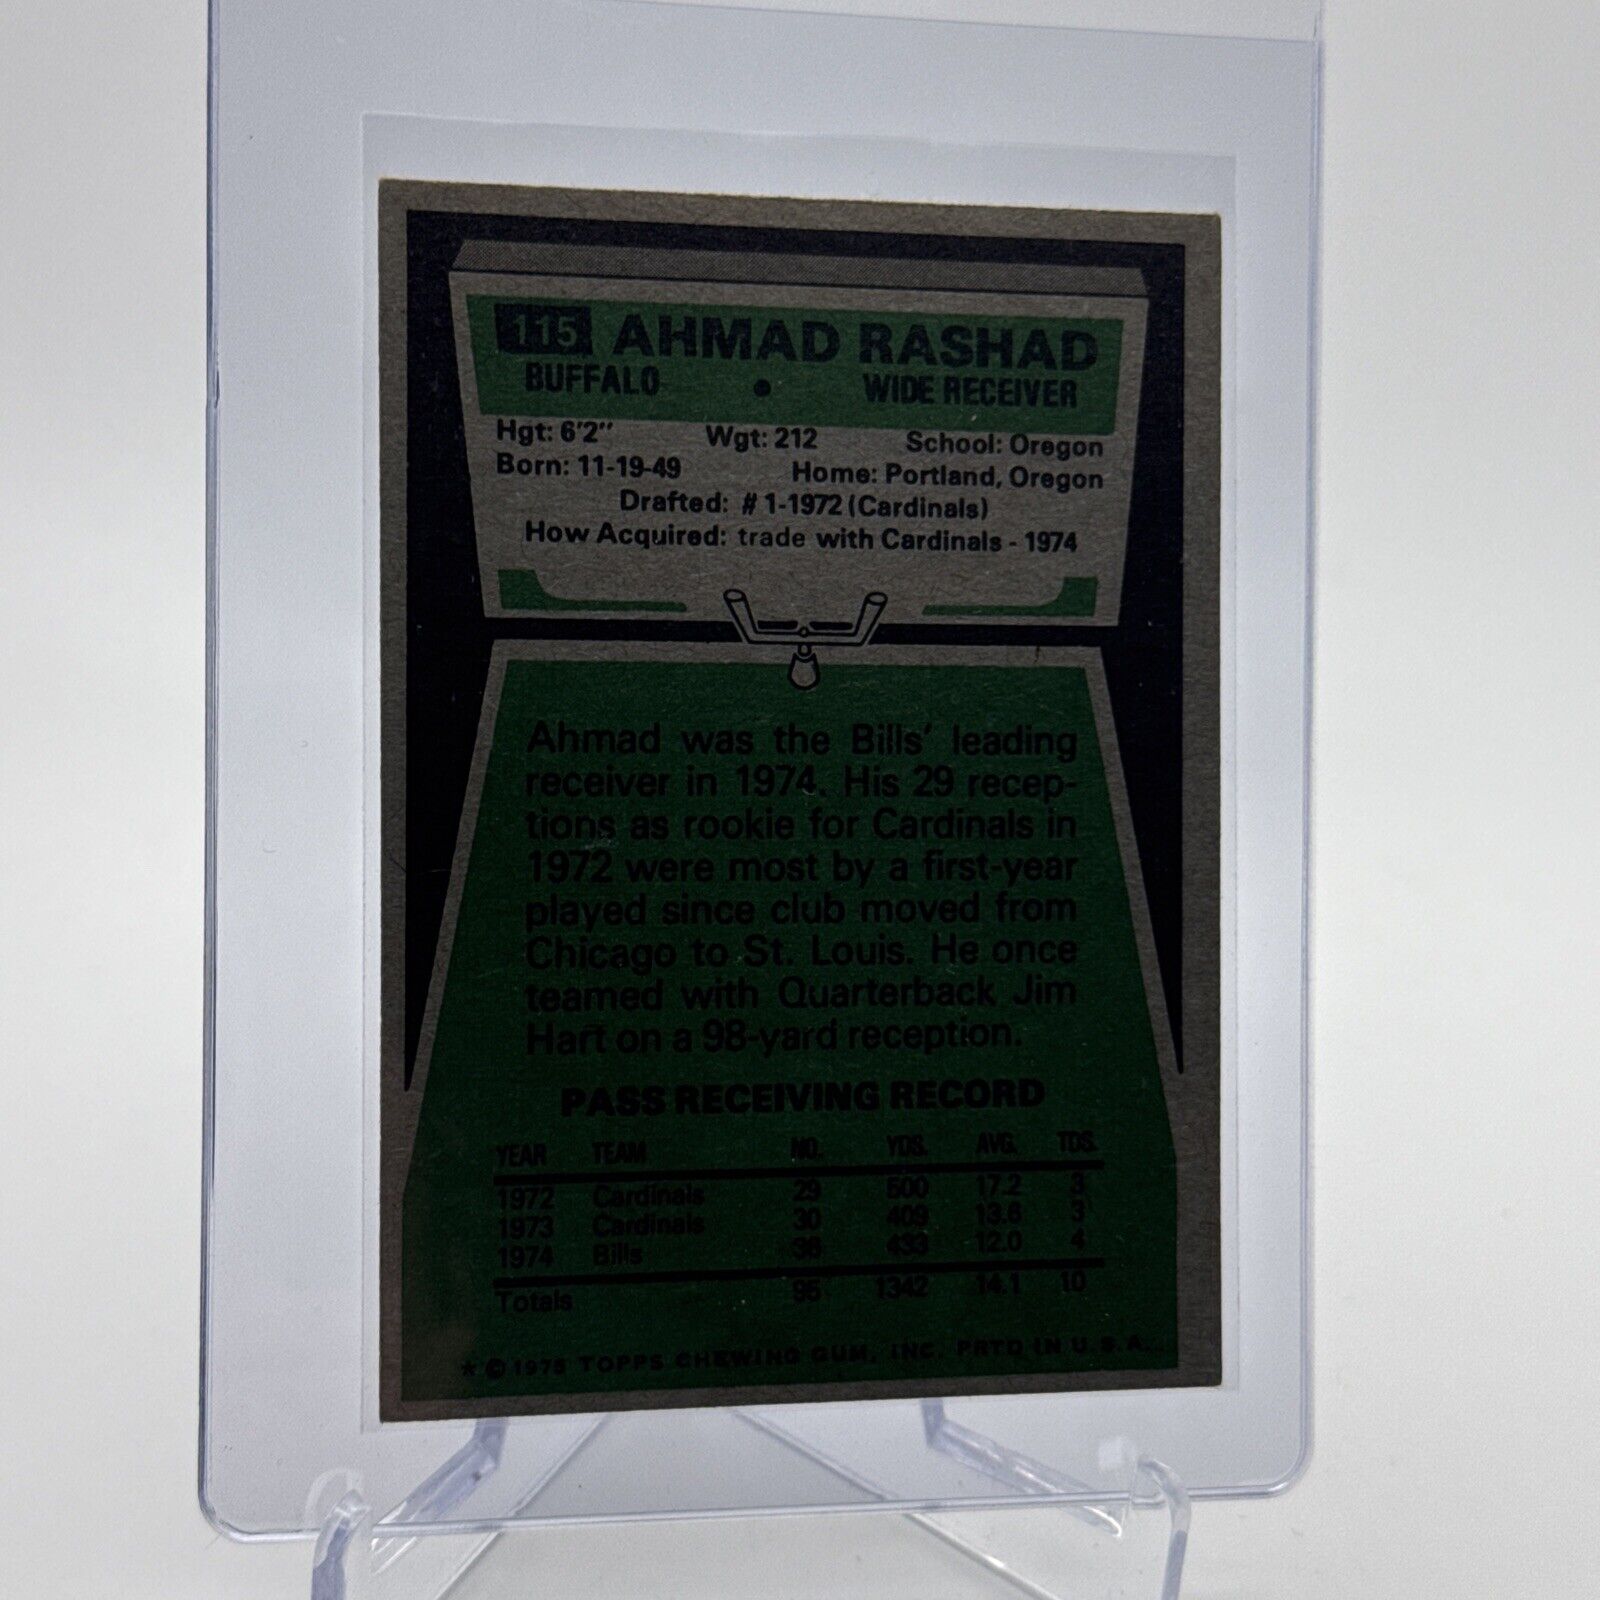 115 AHMAD RASHAD
BUFFALO • WIDE RECEIVER
Hgt: 6'2" Wgt: 212 School: Oregon
Born: 11-19-49 Home: Portland, Oregon
Drafted: #1-1972 (Cardinals)
How Acquired: trade with Cardinals - 1974
Ahmad was the Bills' leading
receiver in 1974. His 29 recep-
tions as rookie for Cardinals in
1972 were most by a first-year
played since club moved from
Chicago to St. Louis. He once
teamed with Quarterback Jim
Hart on a 98-yard reception.
PASS RECEIVING RECORD
YEAR TEAM NO. YDS. AVG. TDS.
1972 Cardinals 29 500 17.2 3
1973 Cardinals 30 409 13.6 3
1974 Bills 36 433 12.0 4
Totals 95 1342 14.1 10
* © 1975 TOPPS CHEWING GUM, INC. PRTD IN U.S.A.